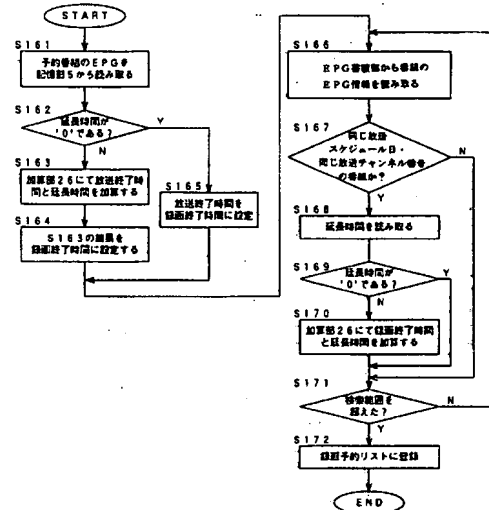 START
S161
予約番組のEPGを
記憶部5から読み取る
S162
延長時間が
'0'である?
Y
N
S163
加算部26にて放送終了時
間と延長時間を加算する
S164
S163の結果を
録画終了時間に設定する
S165
放送終了時間を
録画終了時間に設定
S166
EPG蓄積部から番組の
EPG情報を読み取る
S167
同じ放送
スケジュール日・
同じ放送チャンネル番号
の番組か?
N
Y
S168
延長時間を読み取る
S169
延長時間が
'0'である?
Y
N
S170
加算部26にて録画終了時間
と延長時間を加算する
S171
検索範囲を
超えた?
N
Y
S172
録画予約リストに登録
END